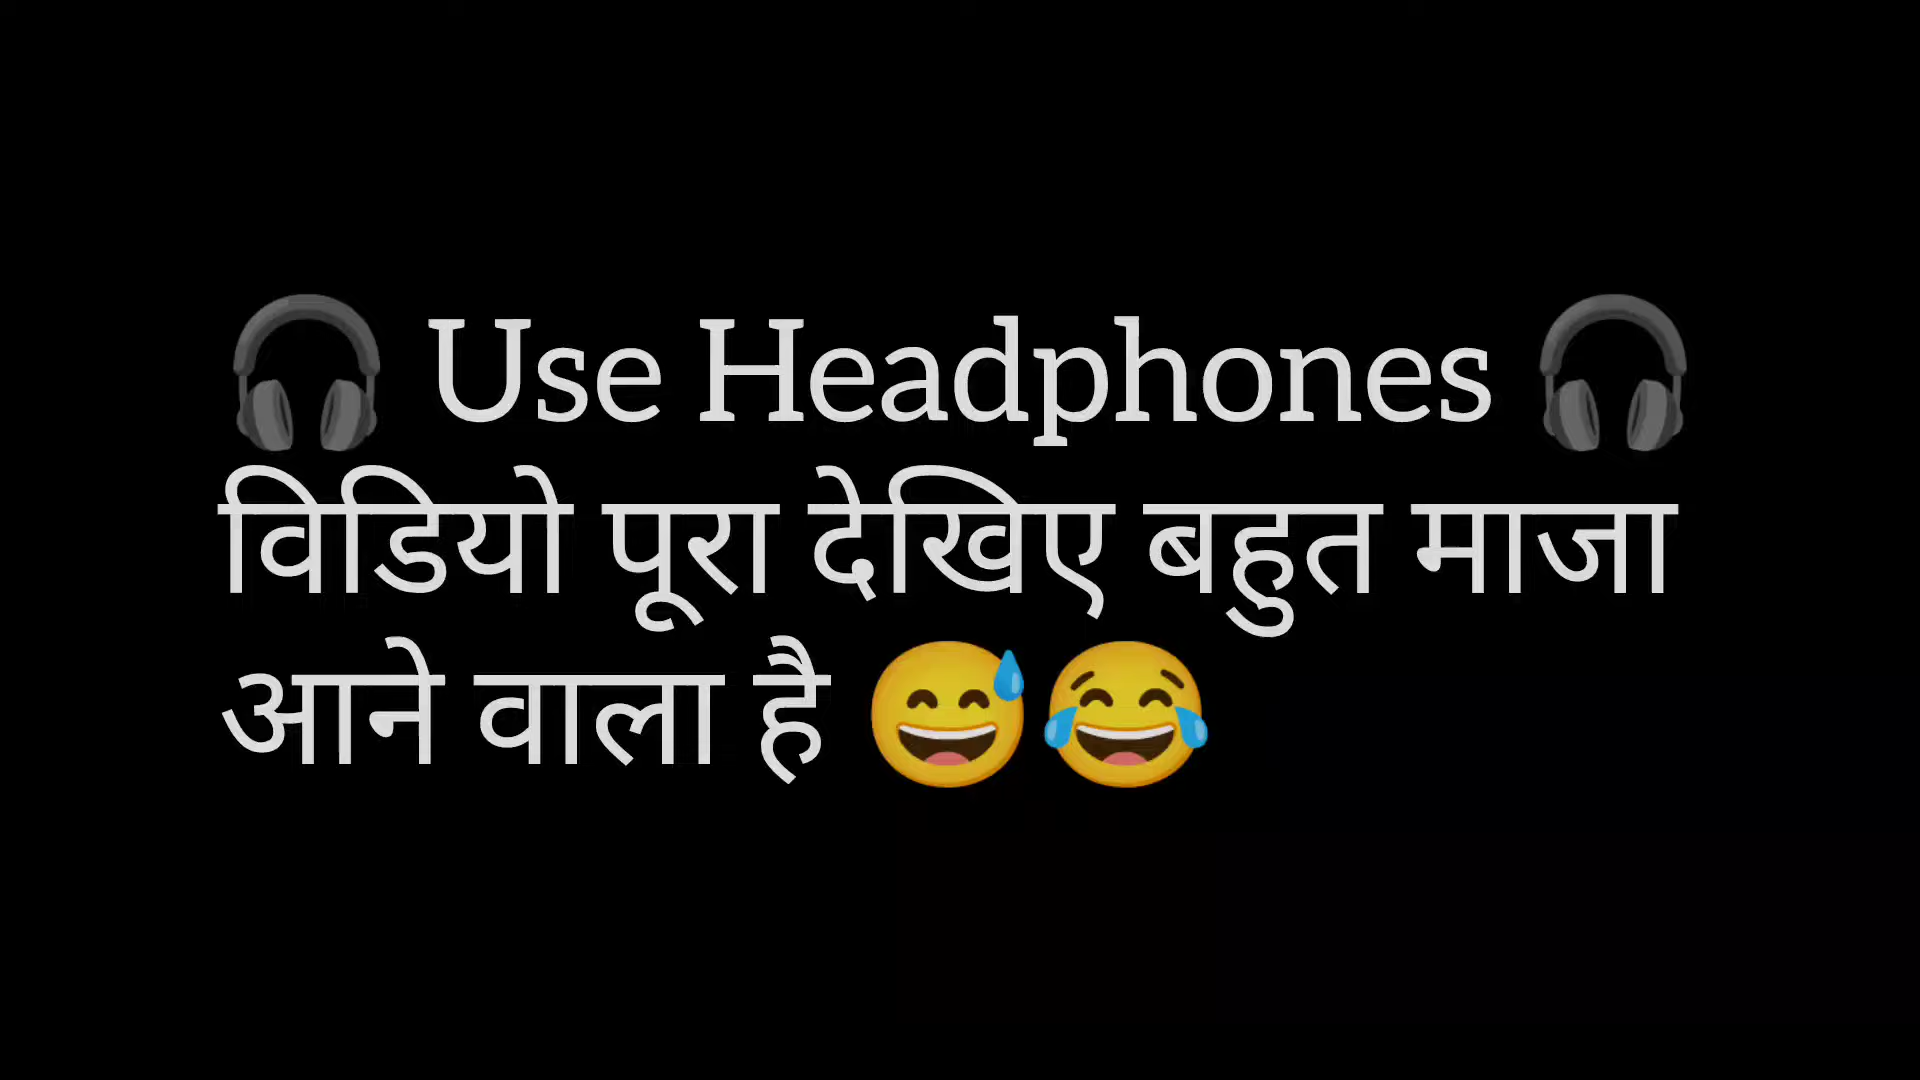 🎧 Use Headphones 🎧
विडियो पूरा देखिए बहुत माजा
आने वाला है 😅😂